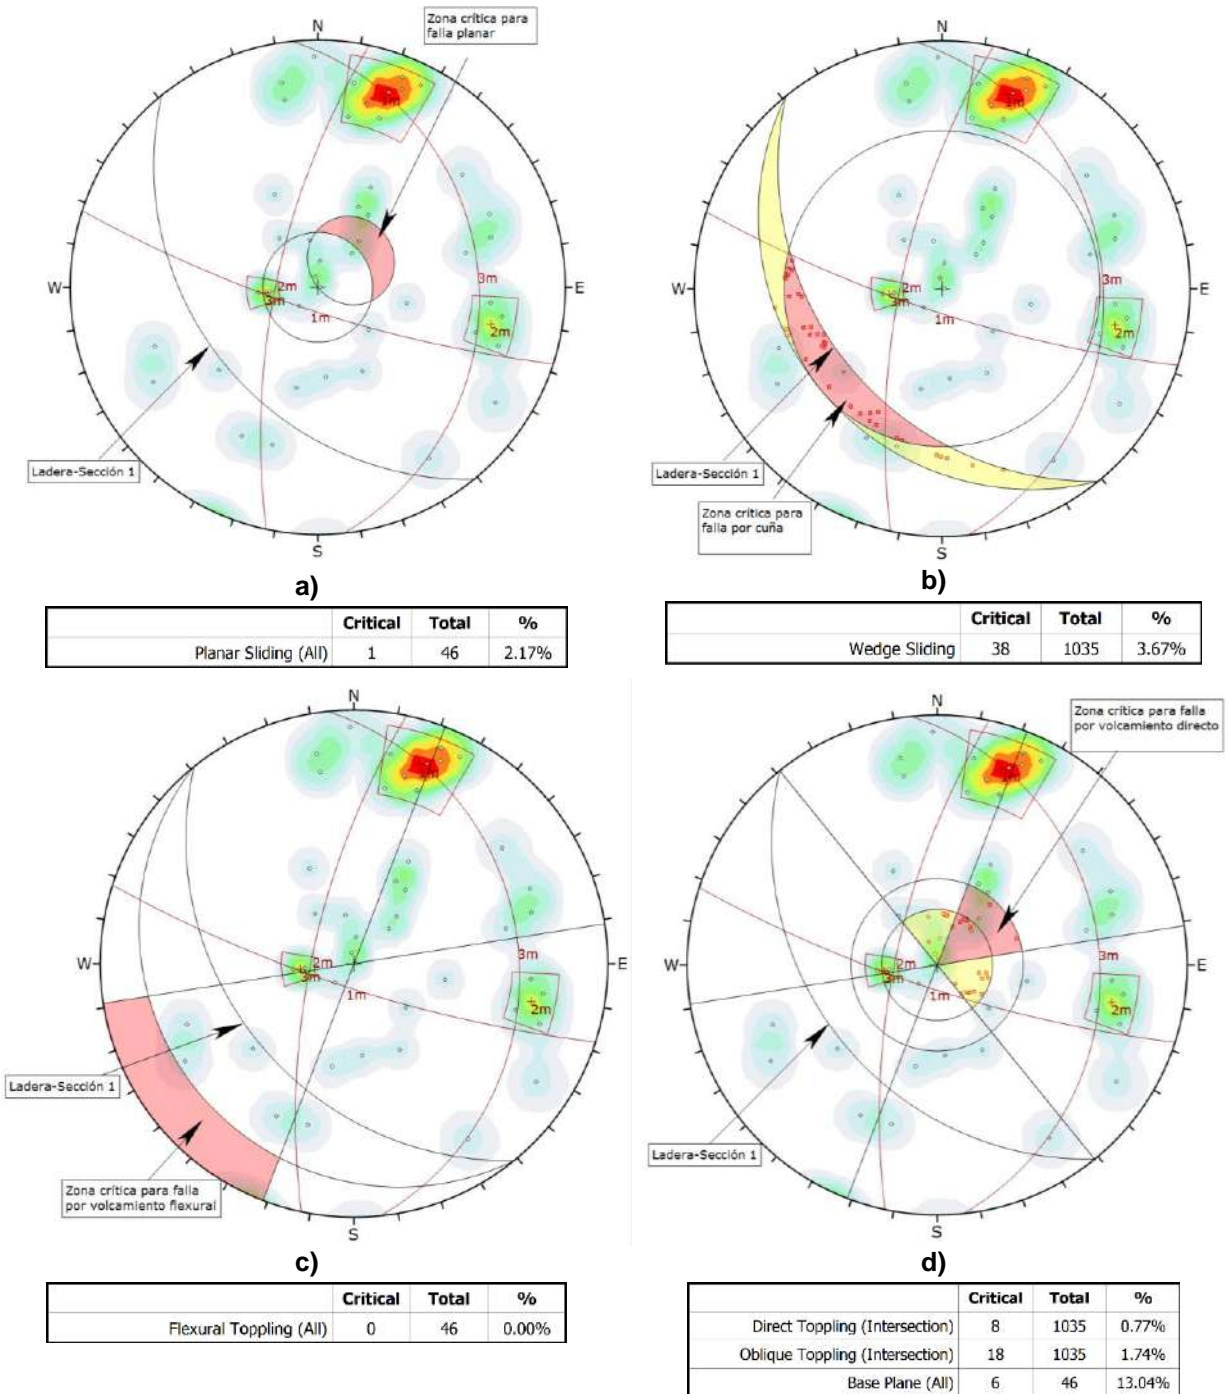 Zona crítica para
falla planar
N
1m
W
E
3m
2m
3m
2m
1m
Ladera-Sección 1
S
a)
Critical Total %
Planar Sliding (All) 1 46 2.17%
N
1m
W
E
3m
2m
3m
2m
1m
Ladera-Sección 1
Zona crítica para
falla por cuña
S
b)
Critical Total %
Wedge Sliding 38 1035 3.67%
N
1m
W
E
3m
2m
3m
2m
1m
Ladera-Sección 1
Zona crítica para falla
por volcamiento flexural
S
c)
Critical Total %
Flexural Toppling (All) 0 46 0.00%
Zona crítica para falla
por volcamiento directo
N
1m
W
E
3m
2m
3m
2m
1m
Ladera-Sección 1
S
d)
Critical Total %
Direct Toppling (Intersection) 8 1035 0.77%
Oblique Toppling (Intersection) 18 1035 1.74%
Base Plane (All) 6 46 13.04%